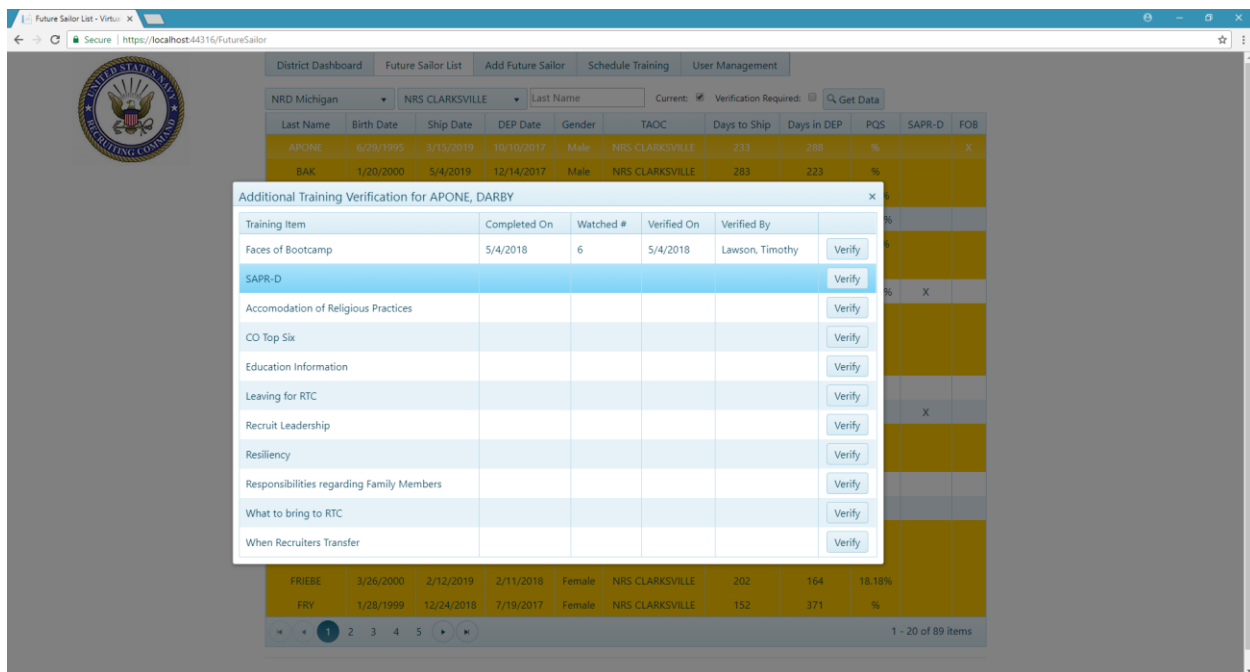 Future Sailor List - Virtu
Secure | https://localhost:44316/FutureSailor
UNITED STATES NAVY
RECRUITING COMMAND
District Dashboard Future Sailor List Add Future Sailor Schedule Training User Management
NRD Michigan NRS CLARKSVILLE Last Name Current: Verification Required: Get Data
Last Name Birth Date Ship Date DEP Date Gender TAOC Days to Ship Days in DEP PQS SAPR-D FOB
APONE 6/29/1995 3/15/2019 10/10/2017 Male NRS CLARKSVILLE 233 288 % X
BAK 1/20/2000 5/4/2019 12/14/2017 Male NRS CLARKSVILLE 283 223 %
Additional Training Verification for APONE, DARBY
Training Item Completed On Watched # Verified On Verified By
Faces of Bootcamp 5/4/2018 6 5/4/2018 Lawson, Timothy Verify
SAPR-D Verify
% X
Accomodation of Religious Practices Verify
CO Top Six Verify
Education Information Verify
Leaving for RTC Verify
X
Recruit Leadership Verify
Resiliency Verify
Responsibilities regarding Family Members Verify
What to bring to RTC Verify
When Recruiters Transfer Verify
FRIEBE 3/26/2000 2/12/2019 2/11/2018 Female NRS CLARKSVILLE 202 164 18.18%
FRY 1/28/1999 12/24/2018 7/19/2017 Female NRS CLARKSVILLE 152 371 %
1 2 3 4 5 1 - 20 of 89 items